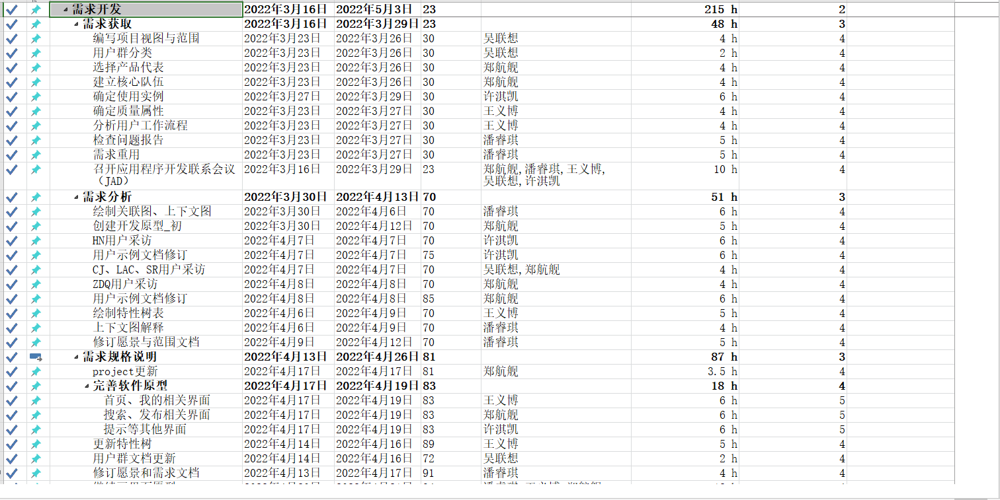 需求开发 2022年3月16日 2022年5月3日 23 215 h 2
需求获取 2022年3月16日 2022年3月29日 23 48 h 3
编写项目视图与范围 2022年3月23日 2022年3月26日 30 吴联想 4 h 4
用户群分类 2022年3月23日 2022年3月26日 30 吴联想 2 h 4
选择产品代表 2022年3月23日 2022年3月26日 30 郑航舰 4 h 4
建立核心队伍 2022年3月23日 2022年3月26日 30 郑航舰 4 h 4
确定使用实例 2022年3月27日 2022年3月29日 30 许淇凯 6 h 4
确定质量属性 2022年3月23日 2022年3月27日 30 王义博 4 h 4
分析用户工作流程 2022年3月23日 2022年3月27日 30 王义博 4 h 4
检查问题报告 2022年3月23日 2022年3月27日 30 潘睿琪 5 h 4
需求重用 2022年3月23日 2022年3月27日 30 潘睿琪 5 h 4
召开应用程序开发联系会议 2022年3月16日 2022年3月29日 23 郑航舰,潘睿琪,王义博, 10 h 4
（JAD） 吴联想,许淇凯
需求分析 2022年3月30日 2022年4月13日 70 51 h 3
绘制关联图、上下文图 2022年3月30日 2022年4月6日 70 潘睿琪 6 h 4
创建开发原型_初 2022年3月30日 2022年4月12日 70 郑航舰 5 h 4
HN用户采访 2022年4月7日 2022年4月7日 70 许淇凯 6 h 4
用户示例文档修订 2022年4月7日 2022年4月7日 75 许淇凯 6 h 4
CJ、LAC、SR用户采访 2022年4月7日 2022年4月7日 70 吴联想,郑航舰 4 h 4
ZDQ用户采访 2022年4月8日 2022年4月8日 70 郑航舰 4 h 4
用户示例文档修订 2022年4月8日 2022年4月8日 85 郑航舰 6 h 4
绘制特性树表 2022年4月6日 2022年4月9日 70 王义博 5 h 4
上下文图解释 2022年4月6日 2022年4月9日 70 潘睿琪 4 h 4
修订愿景与范围文档 2022年4月9日 2022年4月12日 70 潘睿琪 5 h 4
需求规格说明 2022年4月13日 2022年4月26日 81 87 h 3
project更新 2022年4月17日 2022年4月17日 81 郑航舰 3.5 h 4
完善软件原型 2022年4月17日 2022年4月19日 83 18 h 4
首页、我的相关界面 2022年4月17日 2022年4月19日 83 王义博 6 h 5
搜索、发布相关界面 2022年4月17日 2022年4月19日 83 郑航舰 6 h 5
提示等其他界面 2022年4月17日 2022年4月19日 83 许淇凯 6 h 5
更新特性树 2022年4月14日 2022年4月16日 89 王义博 5 h 4
用户群文档更新 2022年4月14日 2022年4月16日 72 吴联想 2 h 4
修订愿景和需求文档 2022年4月13日 2022年4月17日 91 潘睿琪 4 h 4